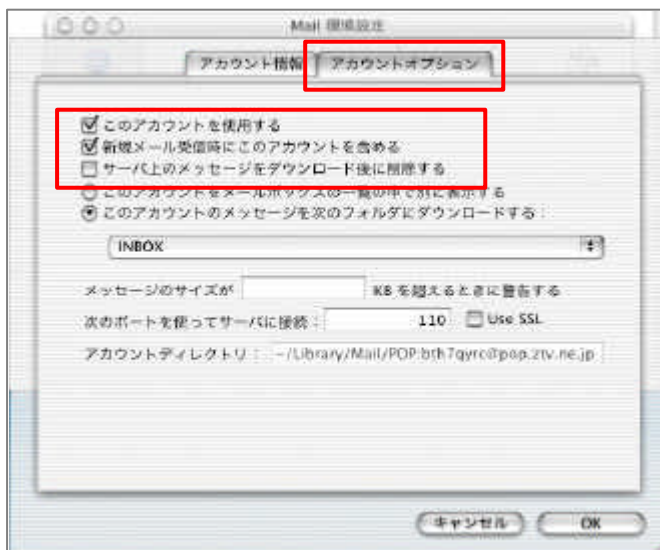 Mail 環境設定
アカウント情報 アカウントオプション
このアカウントを使用する
新規メール受信時にこのアカウントを含める
サーバ上のメッセージをダウンロード後に削除する
このアカウントをメールボックスの一覧の中で別に表示する
このアカウントのメッセージを次のフォルダにダウンロードする：
INBOX
メッセージのサイズが KB を超えるときに警告する
次のポートを使ってサーバに接続： 110 Use SSL
アカウントディレクトリ： ~/Library/Mail/POP:bth7qyrc@pop.ztv.ne.jp
キャンセル OK